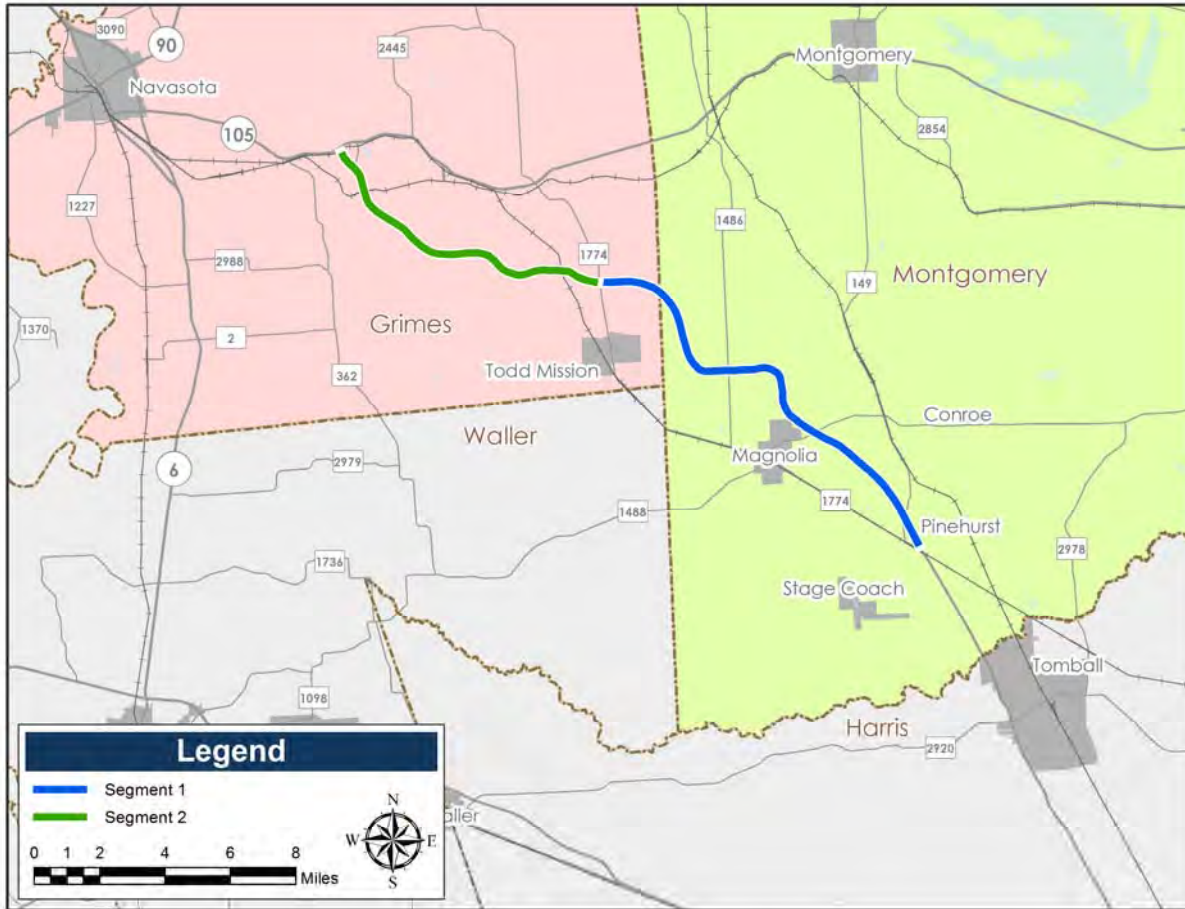 3090
90
2445
Navasota
Montgomery
105
2854
1227
1486
2988
1774
149
Montgomery
1370
Grimes
2
Todd Mission
362
Conroe
Waller
6
2979
Magnolia
1774
1488
Pinehurst
2978
1736
Stage Coach
Tomball
1098
Harris
2920
Legend
Segment 1
Segment 2
N
W E
S
aller
0 1 2 4 6 8
Miles